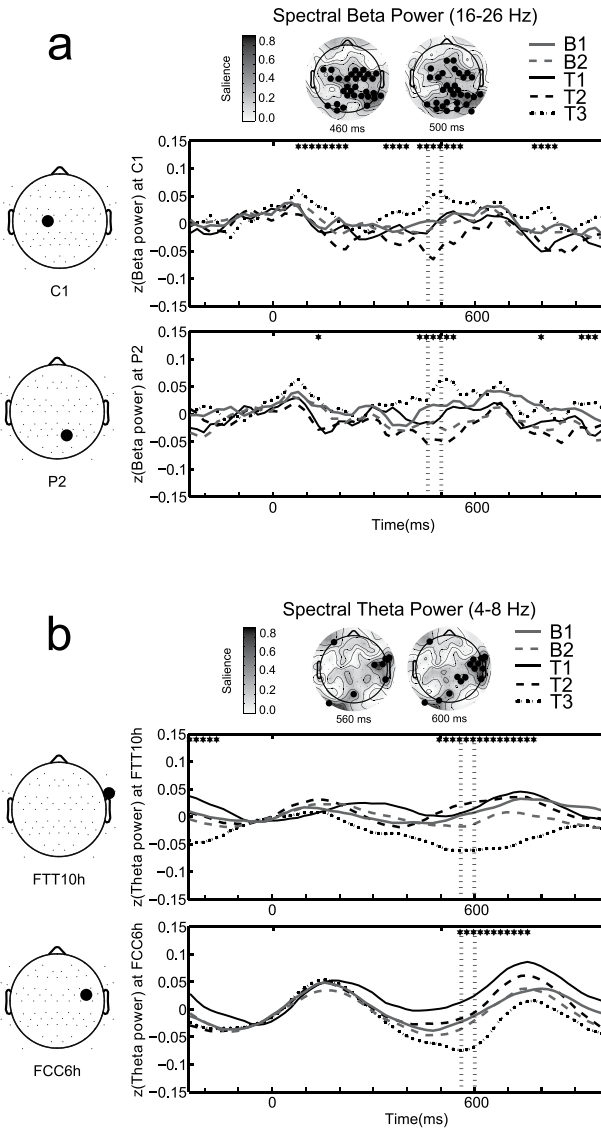 a
Spectral Beta Power (16-26 Hz)
Salience
0.8
0.6
0.4
0.2
0.0
460 ms
500 ms
B1
B2
T1
T2
T3
C1
z(Beta power) at C1
0.15
0.1
0.05
0
−0.05
−0.1
−0.15
********* **** ******** ****
0 600
P2
z(Beta power) at P2
0.15
0.1
0.05
0
−0.05
−0.1
−0.15
* ****** * ***
0 600
Time(ms)
b
Spectral Theta Power (4-8 Hz)
Salience
0.8
0.6
0.4
0.2
0.0
560 ms
600 ms
B1
B2
T1
T2
T3
FTT10h
z(Theta power) at FTT10h
0.15
0.1
0.05
0
−0.05
−0.1
−0.15
***** ***************
0 600
FCC6h
z(Theta power) at FCC6h
0.15
0.1
0.05
0
−0.05
−0.1
−0.15
***********
0 600
Time(ms)